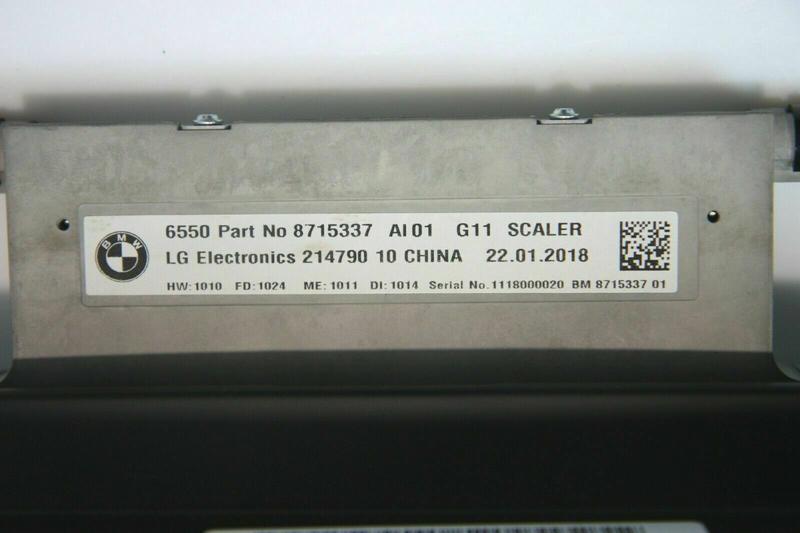 BMW
6550 Part No 8715337 AI 01 G11 SCALER
LG Electronics 214790 10 CHINA 22.01.2018
HW:1010 FD:1024 ME:1011 DI:1014 Serial No.1118000020 BM 8715337 01